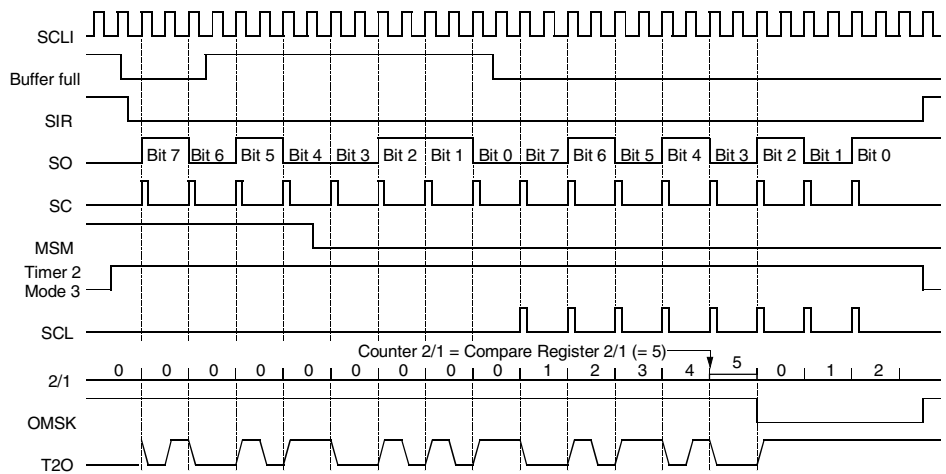 SCLI
Buffer full
SIR
SO Bit 7 Bit 6 Bit 5 Bit 4 Bit 3 Bit 2 Bit 1 Bit 0 Bit 7 Bit 6 Bit 5 Bit 4 Bit 3 Bit 2 Bit 1 Bit 0
SC
MSM
Timer 2
Mode 3
SCL
Counter 2/1 = Compare Register 2/1 (= 5)
2/1 0 0 0 0 0 0 0 0 0 1 2 3 4 5 0 1 2
OMSK
T2O